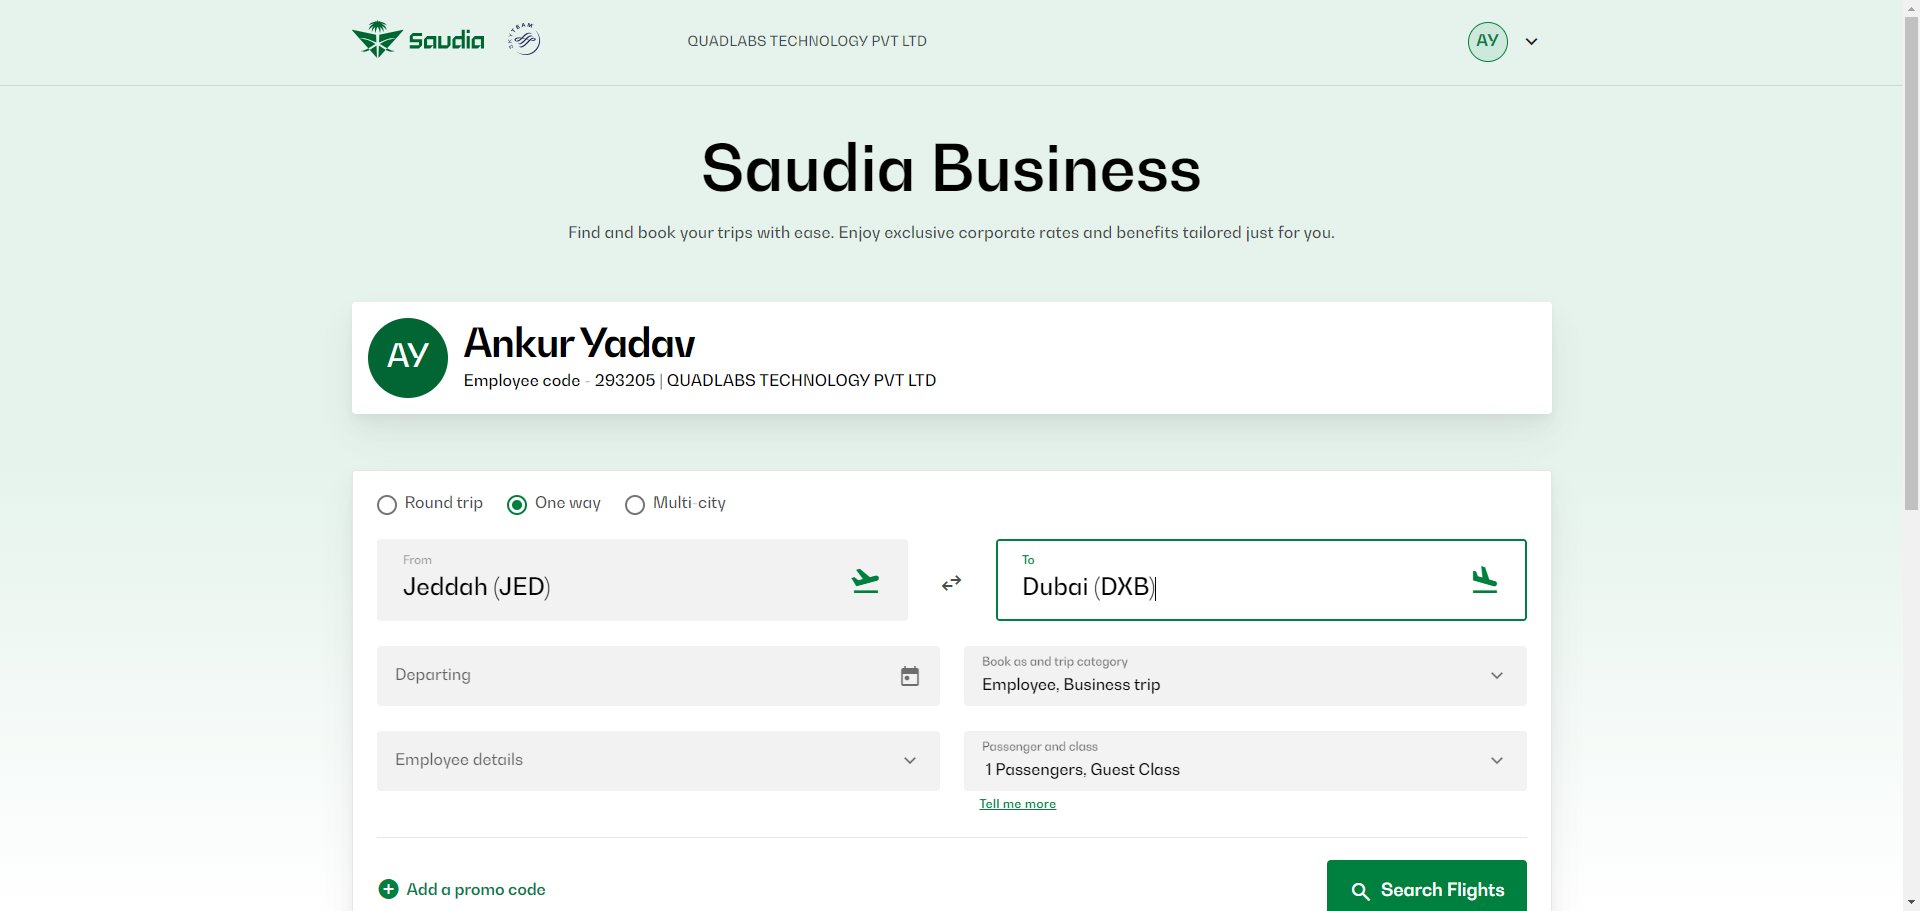 Saudia
SKYTEAM
QUADLABS TECHNOLOGY PVT LTD
AY
Saudia Business
Find and book your trips with ease. Enjoy exclusive corporate rates and benefits tailored just for you.
AY
Ankur Yadav
Employee code - 293205 | QUADLABS TECHNOLOGY PVT LTD
Round trip
One way
Multi-city
From
Jeddah (JED)
To
Dubai (DXB)
Departing
Book as and trip category
Employee, Business trip
Employee details
Passenger and class
1 Passengers, Guest Class
Tell me more
Add a promo code
Search Flights